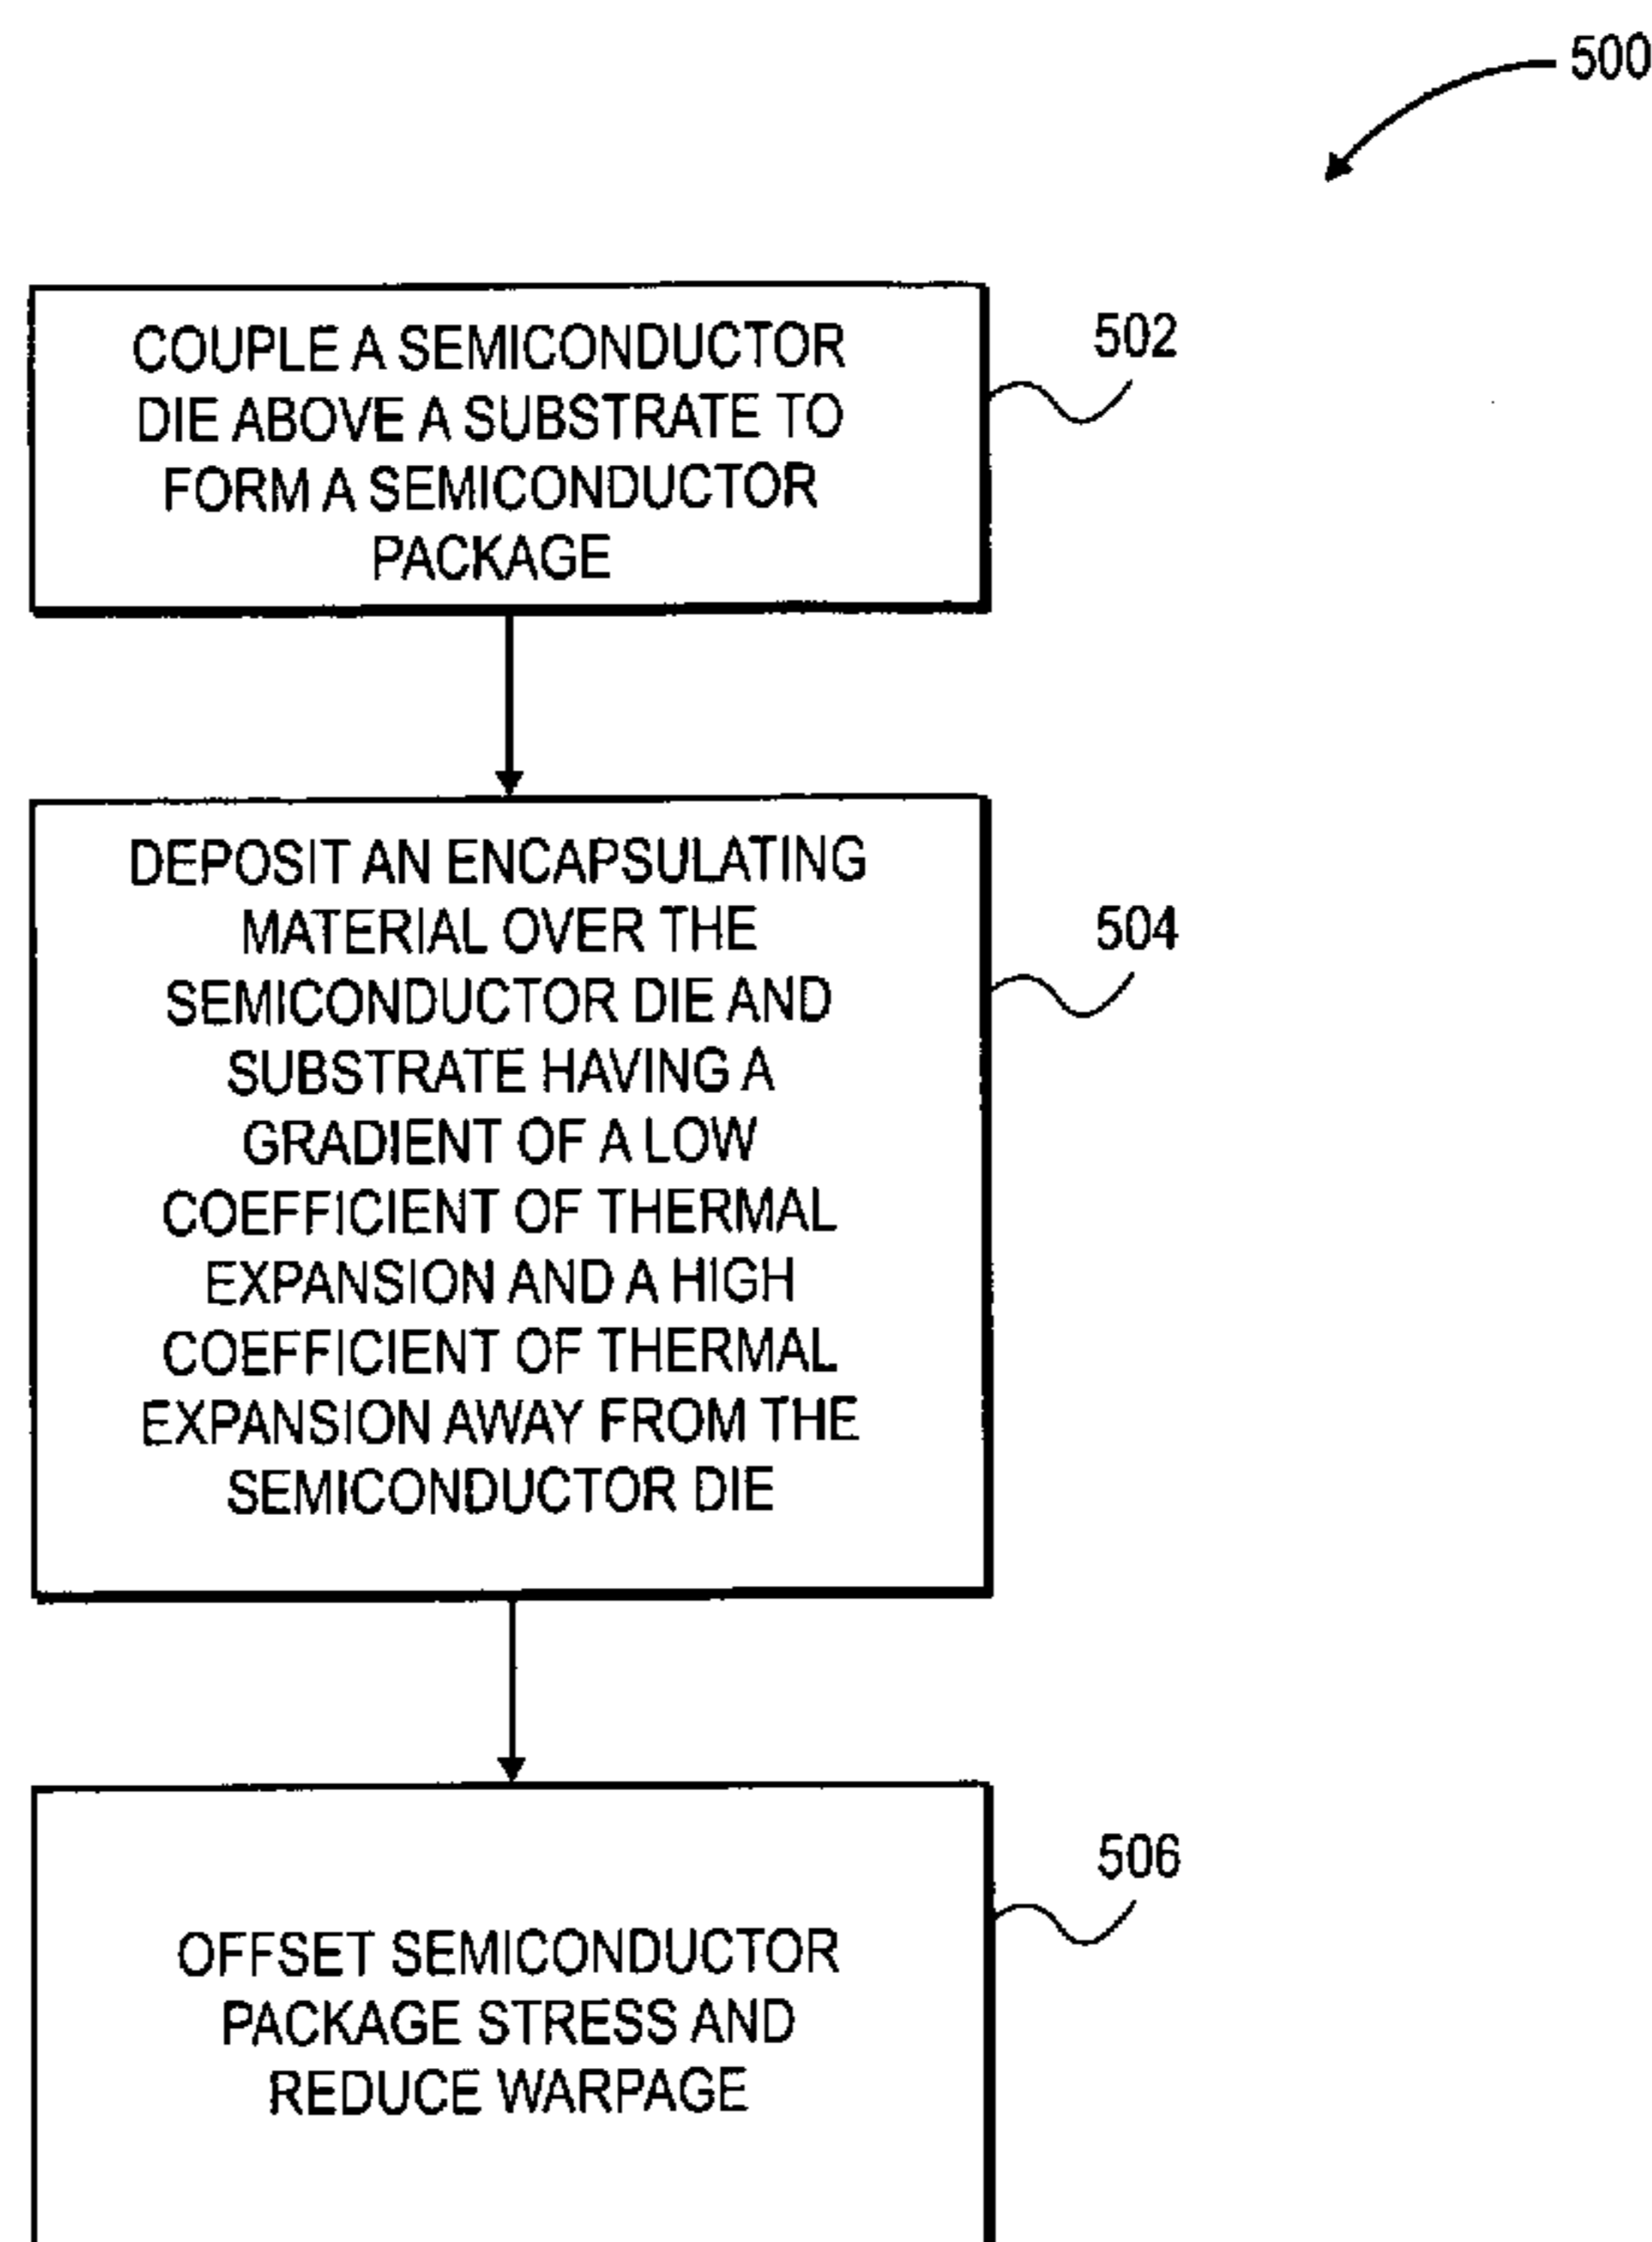 500
COUPLE A SEMICONDUCTOR
DIE ABOVE A SUBSTRATE TO
FORM A SEMICONDUCTOR
PACKAGE
502
DEPOSIT AN ENCAPSULATING
MATERIAL OVER THE
SEMICONDUCTOR DIE AND
SUBSTRATE HAVING A
GRADIENT OF A LOW
COEFFICIENT OF THERMAL
EXPANSION AND A HIGH
COEFFICIENT OF THERMAL
EXPANSION AWAY FROM THE
SEMICONDUCTOR DIE
504
OFFSET SEMICONDUCTOR
PACKAGE STRESS AND
REDUCE WARPAGE
506